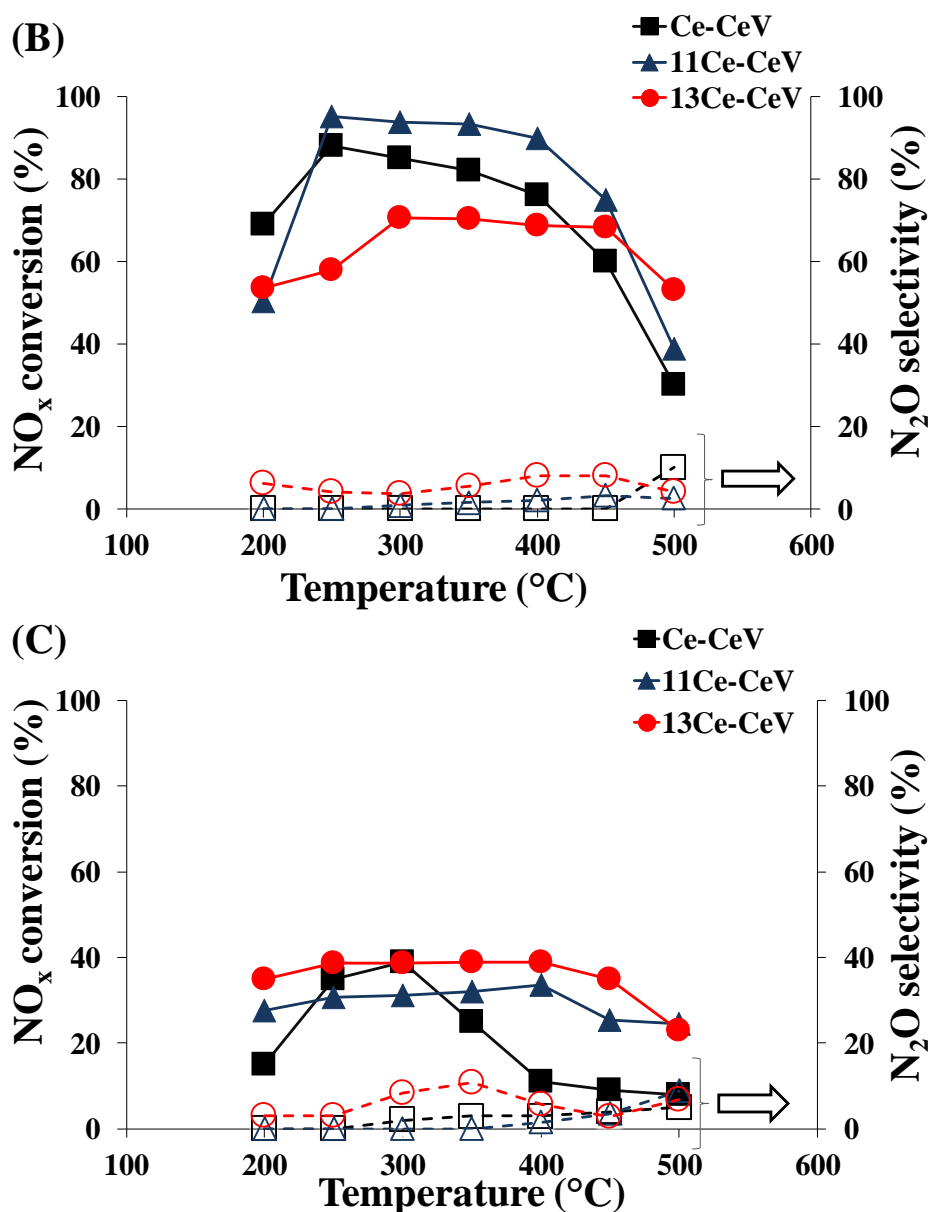 (B)
Ce-CeV
11Ce-CeV
13Ce-CeV
100
80
60
40
20
0
NOx conversion (%)
100
80
60
40
20
0
N2O selectivity (%)
100 200 300 400 500 600
Temperature (°C)
(C)
Ce-CeV
11Ce-CeV
13Ce-CeV
100
80
60
40
20
0
NOx conversion (%)
100
80
60
40
20
0
N2O selectivity (%)
100 200 300 400 500 600
Temperature (°C)